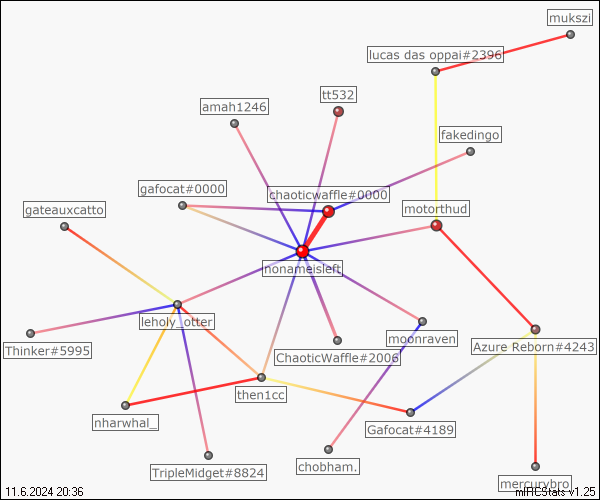 mukszi
lucas das oppai#2396
tt532
amah1246
fakedingo
gafocat#0000
chaoticwaffle#0000
gateauxcatto
motorthud
nonameisleft
leholy_otter
moonraven
Azure Reborn#4243
Thinker#5995
ChaoticWaffle#2006
then1cc
nharwhal_
Gafocat#4189
TripleMidget#8824
chobham.
mercurybro
11.6.2024 20:36
mIRCStats v1.25